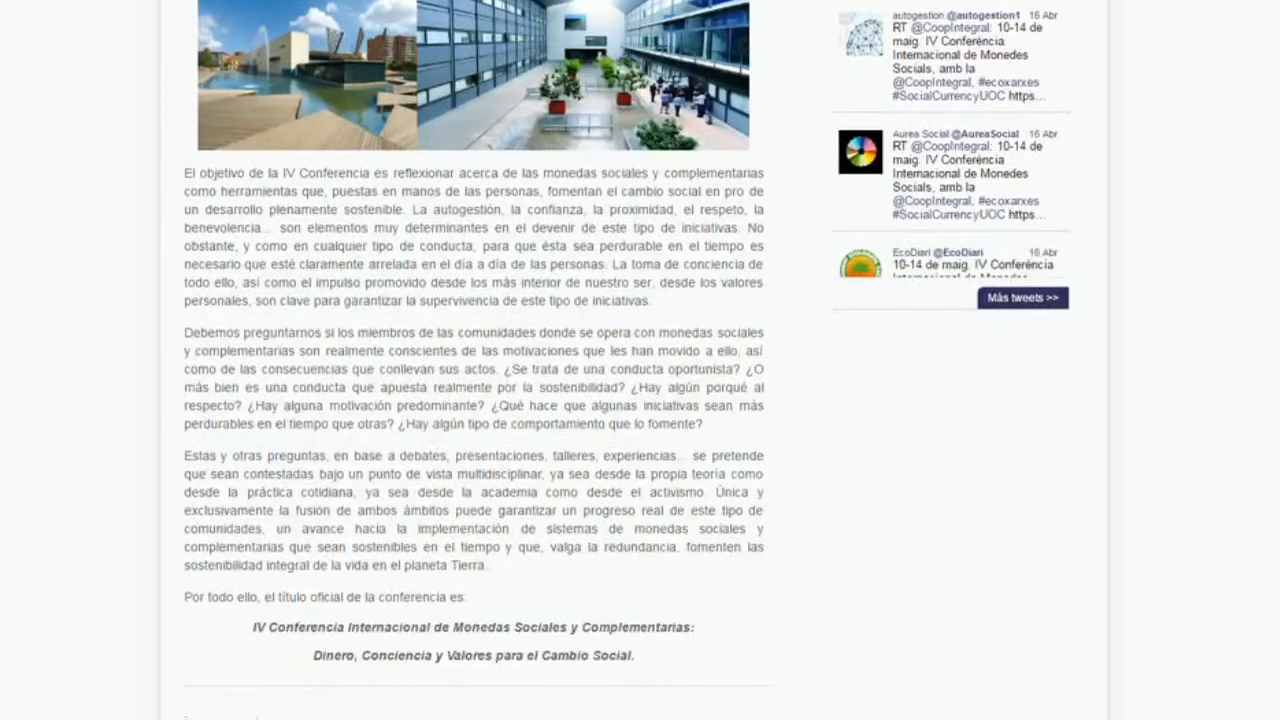 El objetivo de la IV Conferencia es reflexionar acerca de las monedas sociales y complementarias
como herramientas que, puestas en manos de las personas, fomentan el cambio social en pro de
un desarrollo plenamente sostenible. La autogestión, la confianza, la proximidad, el respeto, la
benevolencia... son elementos muy determinantes en el devenir de este tipo de iniciativas. No
obstante, y como en cualquier tipo de conducta, para que ésta sea perdurable en el tiempo es
necesario que esté claramente arrelada en el día a día de las personas. La toma de conciencia de
todo ello, así como el impulso promovido desde los más interior de nuestro ser, desde los valores
personales, son clave para garantizar la supervivencia de este tipo de iniciativas.
Debemos preguntarnos si los miembros de las comunidades donde se opera con monedas sociales
y complementarias son realmente conscientes de las motivaciones que les han movido a ello, así
como de las consecuencias que conllevan sus actos. ¿Se trata de una conducta oportunista? ¿O
más bien es una conducta que apuesta realmente por la sostenibilidad? ¿Hay algún porqué al
respecto? ¿Hay alguna motivación predominante? ¿Qué hace que algunas iniciativas sean más
perdurables en el tiempo que otras? ¿Hay algún tipo de comportamiento que lo fomente?
Estas y otras preguntas, en base a debates, presentaciones, talleres, experiencias... se pretende
que sean contestadas bajo un punto de vista multidisciplinar, ya sea desde la propia teoría como
desde la práctica cotidiana, ya sea desde la academia como desde el activismo. Única y
exclusivamente la fusión de ambos ámbitos puede garantizar un progreso real de este tipo de
comunidades, un avance hacia la implementación de sistemas de monedas sociales y
complementarias que sean sostenibles en el tiempo y que, valga la redundancia, fomenten las
sostenibilidad integral de la vida en el planeta Tierra..
Por todo ello, el título oficial de la conferencia es:
IV Conferencia Internacional de Monedas Sociales y Complementarias:
Dinero, Conciencia y Valores para el Cambio Social.
autogestion @autogestion1 16 Abr
RT @CoopIntegral: 10-14 de
maig. IV Conferència
Internacional de Monedes
Socials, amb la
@CoopIntegral, #ecoxarxes
#SocialCurrencyUOC https...
Aurea Social @AureaSocial 16 Abr
RT @CoopIntegral: 10-14 de
maig. IV Conferència
Internacional de Monedes
Socials, amb la
@CoopIntegral, #ecoxarxes
#SocialCurrencyUOC https...
EcoDiari @EcoDiari 16 Abr
10-14 de maig. IV Conferència
Internacional de Monedes
Más tweets >>